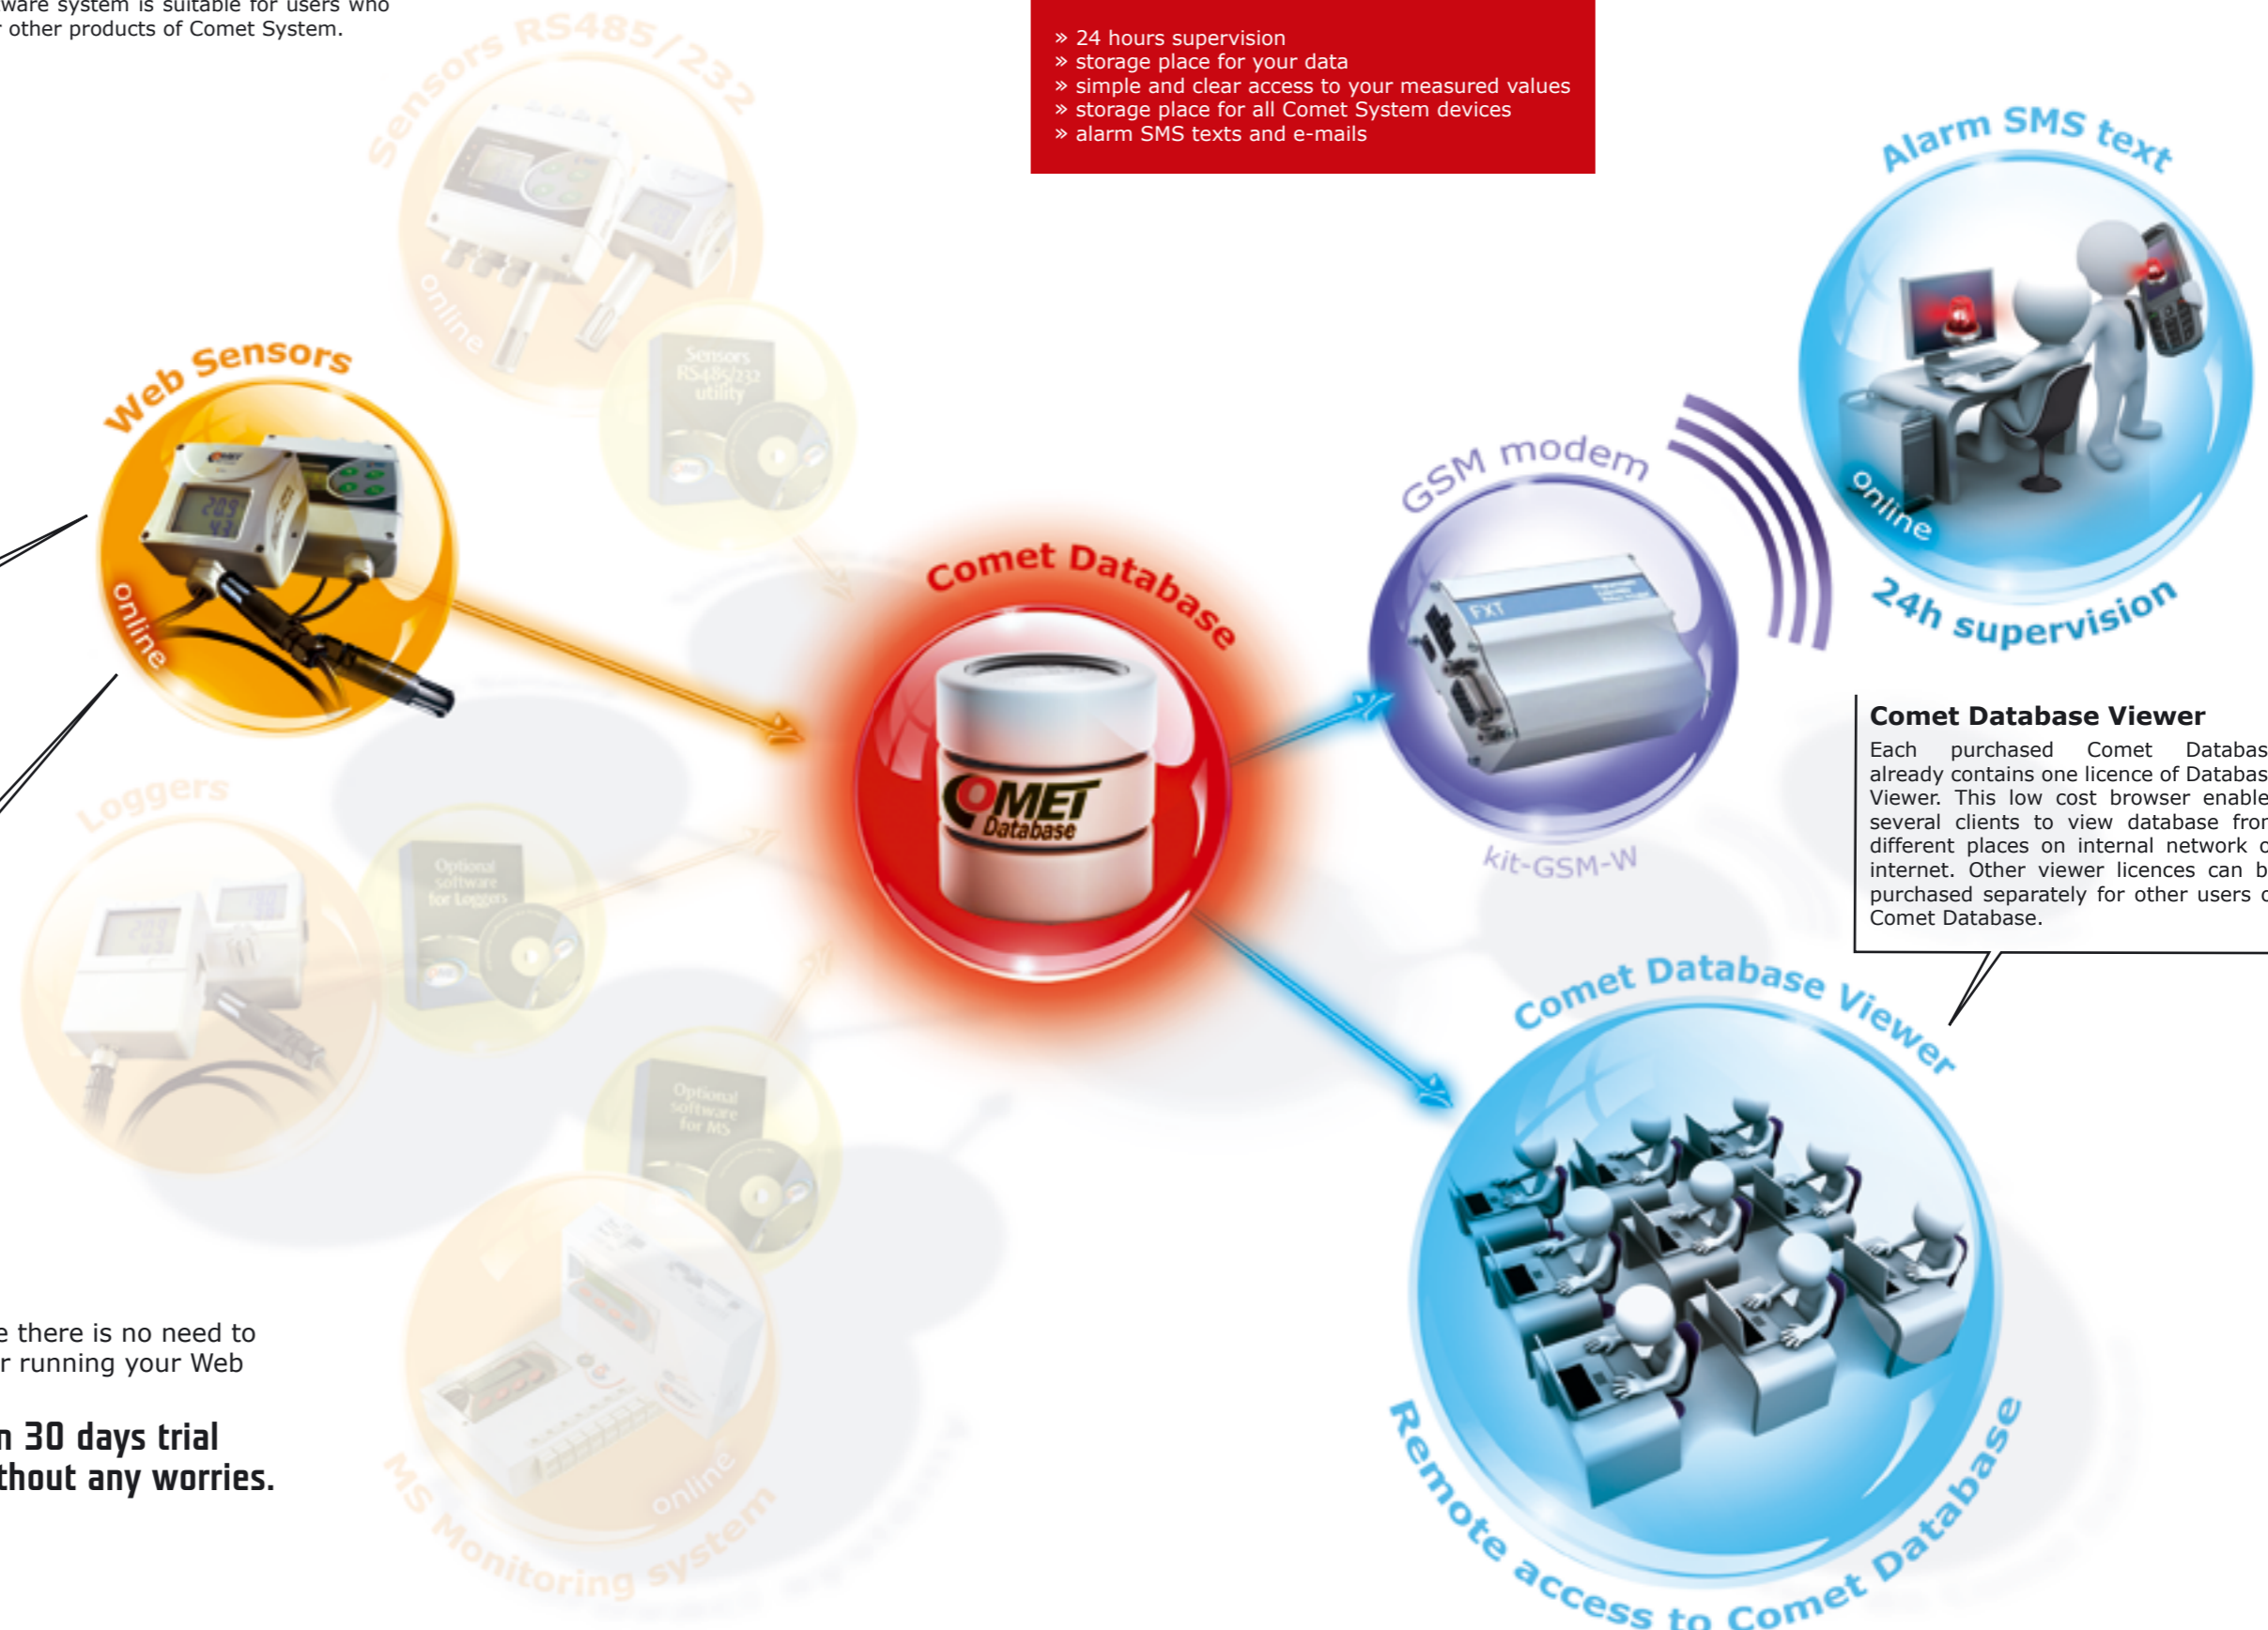 tware system is suitable for users who
r other products of Comet System.
» 24 hours supervision
» storage place for your data
» simple and clear access to your measured values
» storage place for all Comet System devices
» alarm SMS texts and e-mails
Sensors RS485/232
online
Sensors
RS485/232
utility
Web Sensors
COMET
20.9
online
Alarm SMS text
online
24h supervision
GSM modem
FXT
kit-GSM-W
Comet Database
COMET
Database
Comet Database Viewer
Each purchased Comet Databas
already contains one licence of Databas
Viewer. This low cost browser enable
several clients to view database fron
different places on internal network o
internet. Other viewer licences can b
purchased separately for other users o
Comet Database.
Loggers
Optional
software
for Loggers
Optional
software
for MS
online
MS Monitoring system
Comet Database Viewer
Remote access to Comet Database
e there is no need to
r running your Web
n 30 days trial
thout any worries.